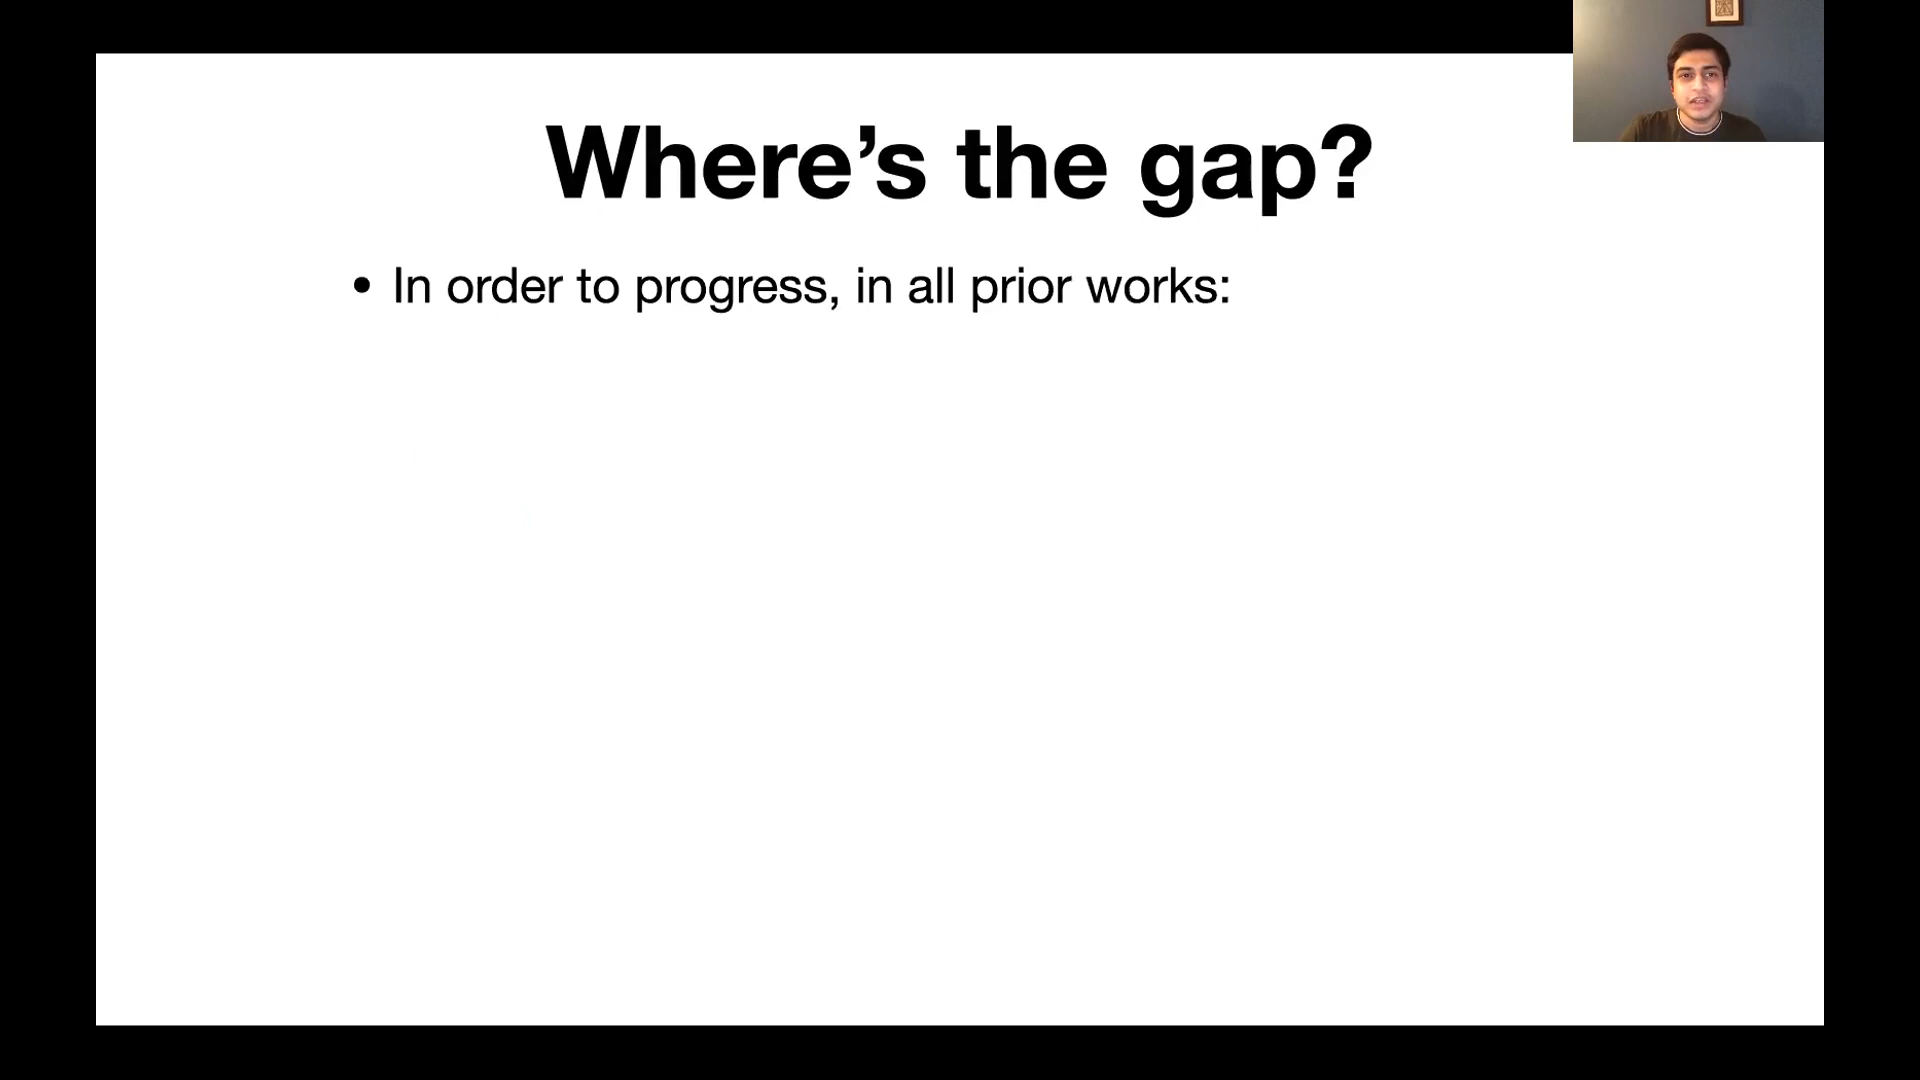 Where’s the gap?
• In order to progress, in all prior works: